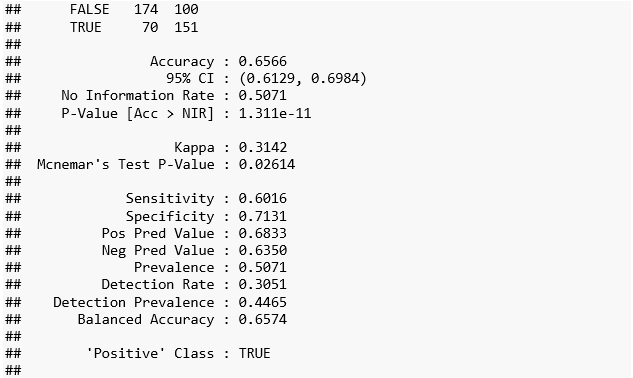 ##      FALSE   174  100
##      TRUE     70  151
##
##                Accuracy : 0.6566
##                  95% CI : (0.6129, 0.6984)
##     No Information Rate : 0.5071
##     P-Value [Acc > NIR] : 1.311e-11
##
##                   Kappa : 0.3142
##  Mcnemar's Test P-Value : 0.02614
##
##             Sensitivity : 0.6016
##             Specificity : 0.7131
##          Pos Pred Value : 0.6833
##          Neg Pred Value : 0.6350
##              Prevalence : 0.5071
##          Detection Rate : 0.3051
##    Detection Prevalence : 0.4465
##       Balanced Accuracy : 0.6574
##
##        'Positive' Class : TRUE
##